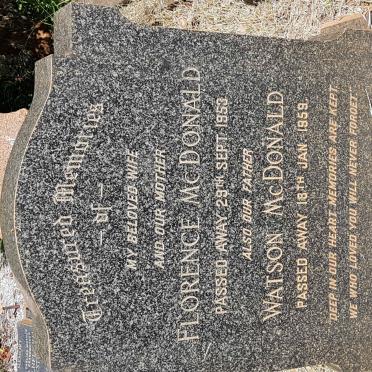 Treasured Memories
— of —
MY BELOVED WIFE
AND OUR MOTHER
FLORENCE McDONALD
PASSED AWAY 29TH SEPT. 1953
ALSO OUR FATHER
WATSON McDONALD
PASSED AWAY 18TH JAN. 1959.
"DEEP IN OUR HEART MEMORIES ARE KEPT
WE WHO LOVED YOU WILL NEVER FORGET"